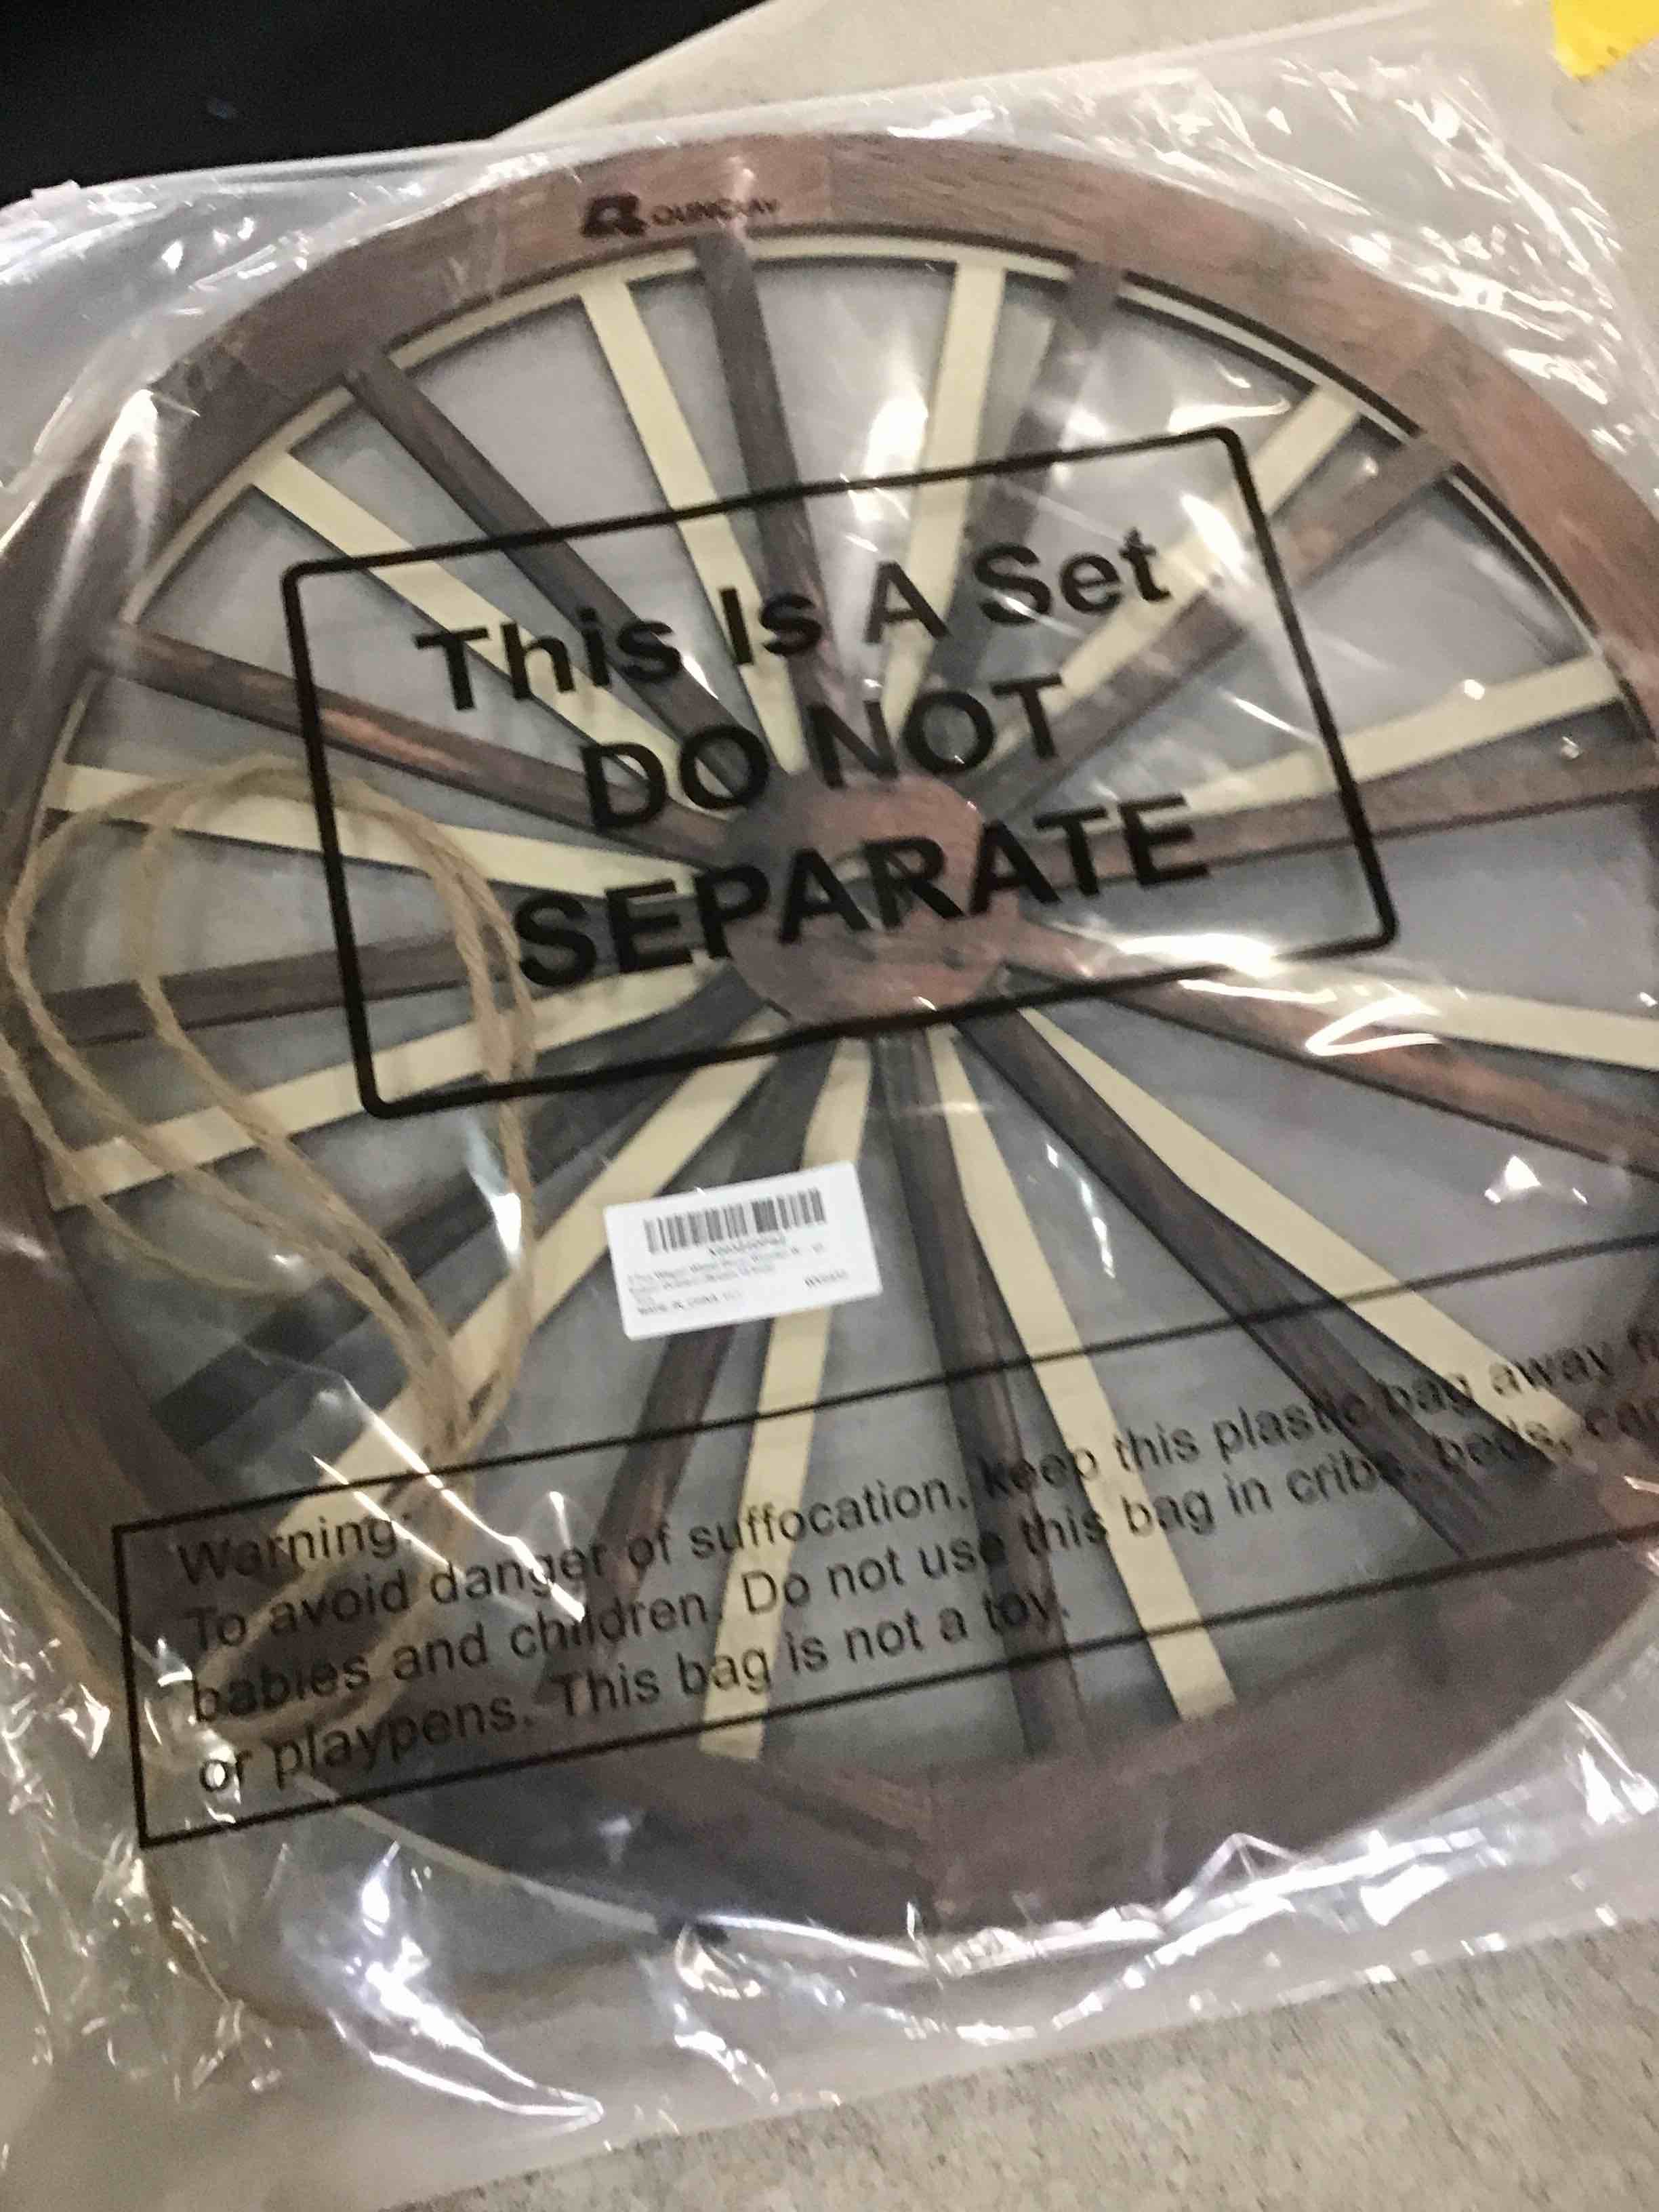 This Is A Set
DO NOT
SEPARATE
Warning:
To avoid danger of suffocation, keep this plastic bag away
babies and children. Do not use this bag in cribs, beds,
or playpens. This bag is not a toy.